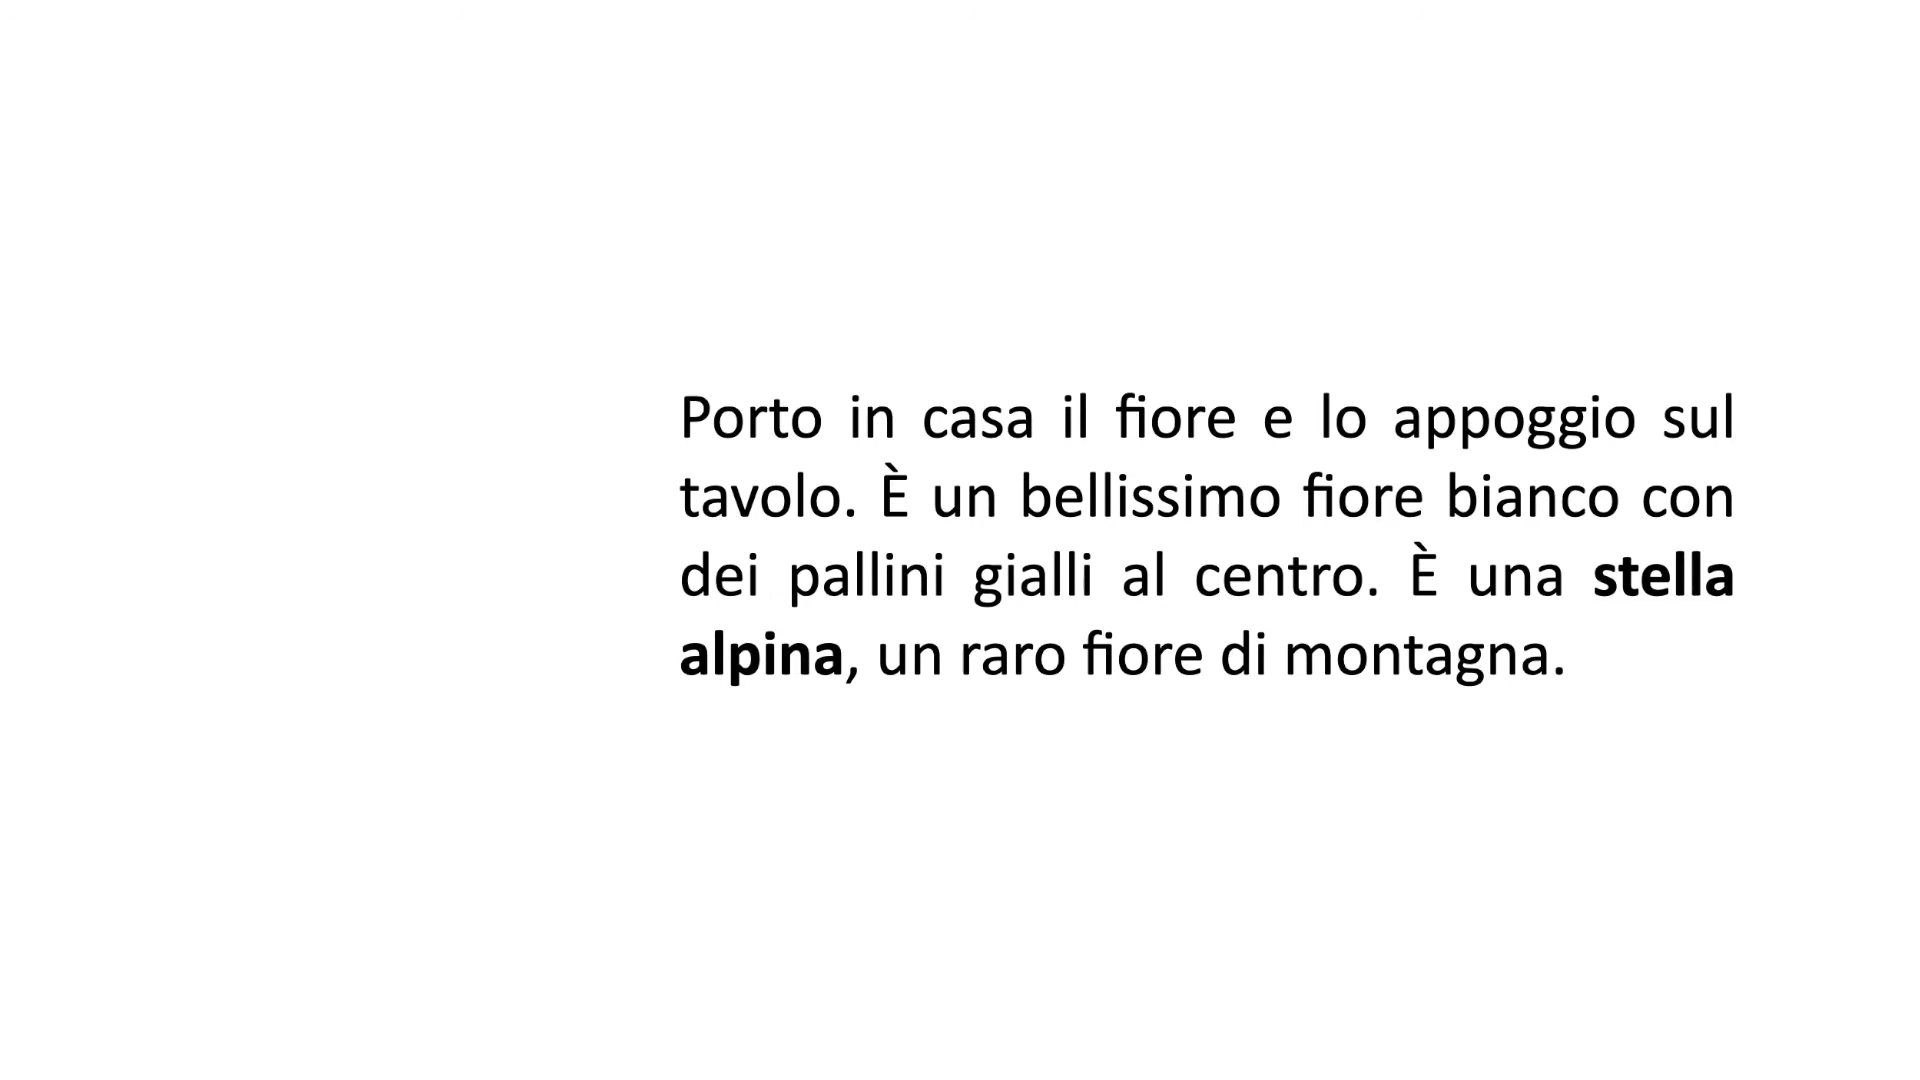 Porto in casa il fiore e lo appoggio sul
tavolo. È un bellissimo fiore bianco con
dei pallini gialli al centro. È una stella
alpina, un raro fiore di montagna.